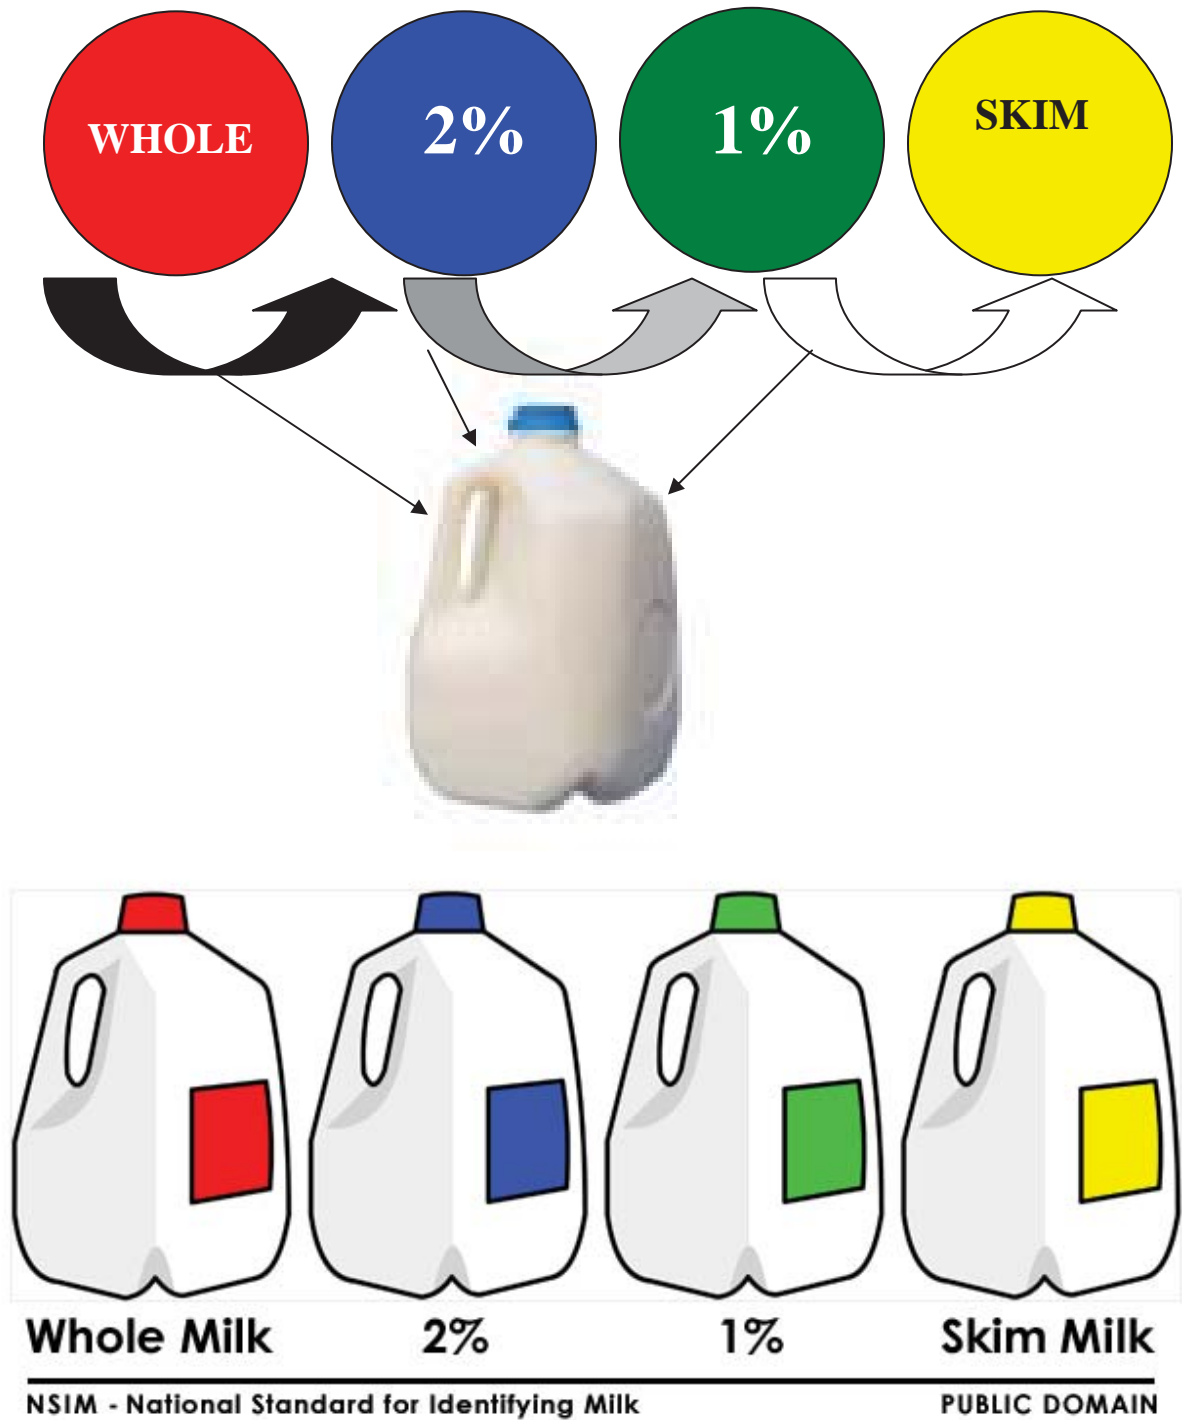 WHOLE
2%
1%
SKIM
Whole Milk
2%
1%
Skim Milk
NSIM - National Standard for Identifying Milk
PUBLIC DOMAIN